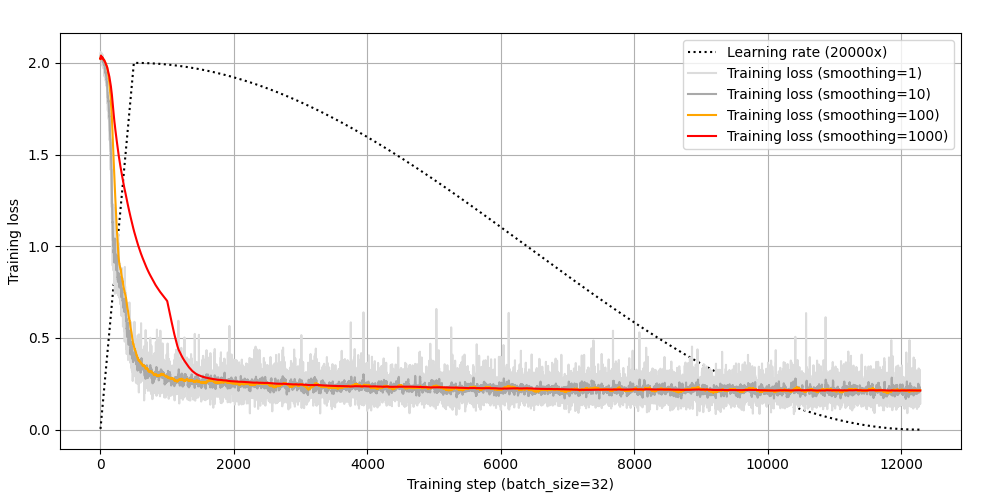 2.0
1.5
1.0
0.5
0.0
Training loss
Learning rate (20000x)
Training loss (smoothing=1)
Training loss (smoothing=10)
Training loss (smoothing=100)
Training loss (smoothing=1000)
0 2000 4000 6000 8000 10000 12000
Training step (batch_size=32)